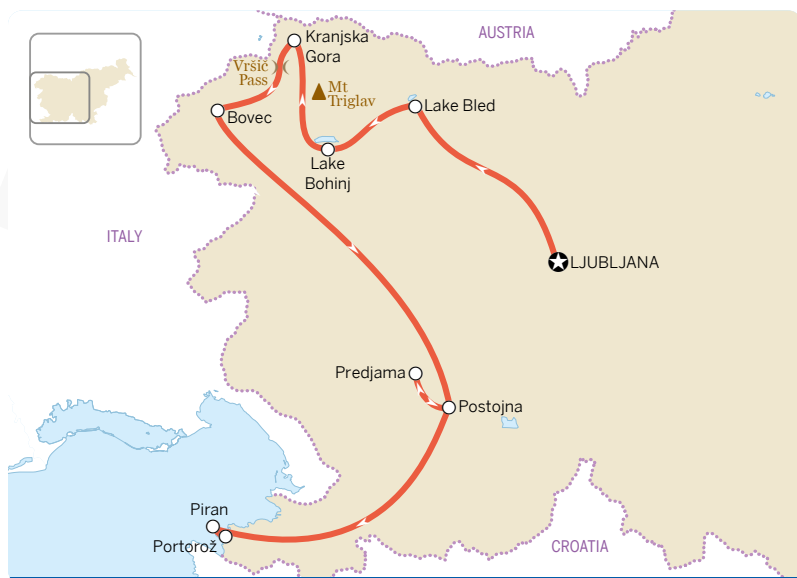 AUSTRIA
Kranjska
Gora
Vršič
Pass
Mt
Triglav
Lake Bled
Bovec
Lake
Bohinj
ITALY
LJUBLJANA
Predjama
Postojna
Piran
Portorož
CROATIA